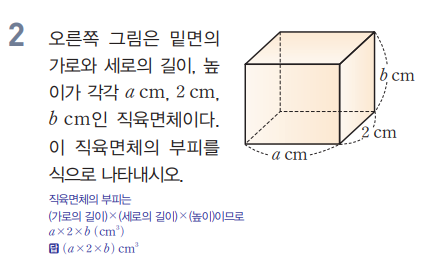 2
오른쪽 그림은 밑면의
가로와 세로의 길이, 높
이가 각각 a cm, 2 cm,
b cm인 직육면체이다.
이 직육면체의 부피를
식으로 나타내시오.
b cm
2 cm
a cm
직육면체의 부피는
(가로의 길이)×(세로의 길이)×(높이)이므로
a×2×b (cm³)
답 (a×2×b) cm³